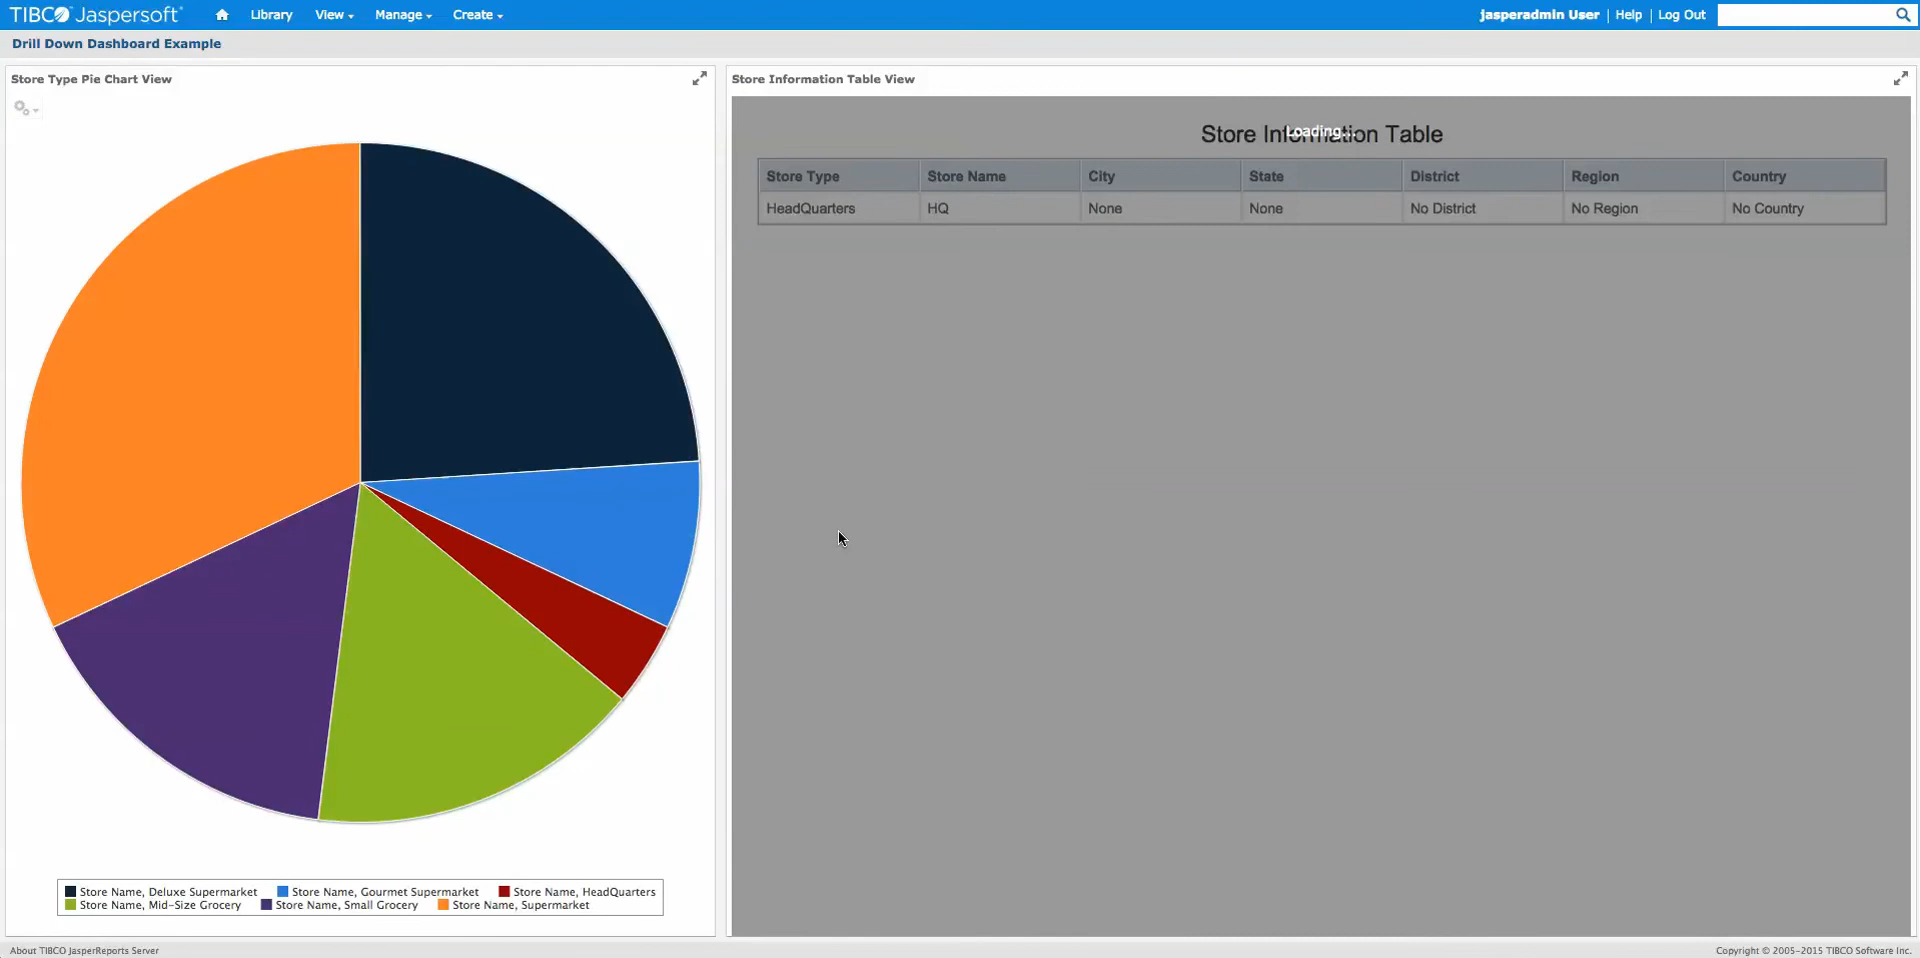 TIBCO Jaspersoft® Library View Manage Create jasperadmin User | Help | Log Out
Drill Down Dashboard Example
Store Type Pie Chart View
Store Information Table View
Store Information Table
Loading...
Store Type Store Name City State District Region Country
HeadQuarters HQ None None No District No Region No Country
Store Name, Deluxe Supermarket Store Name, Gourmet Supermarket Store Name, HeadQuarters
Store Name, Mid-Size Grocery Store Name, Small Grocery Store Name, Supermarket
About TIBCO JasperReports Server Copyright © 2005-2015 TIBCO Software Inc.